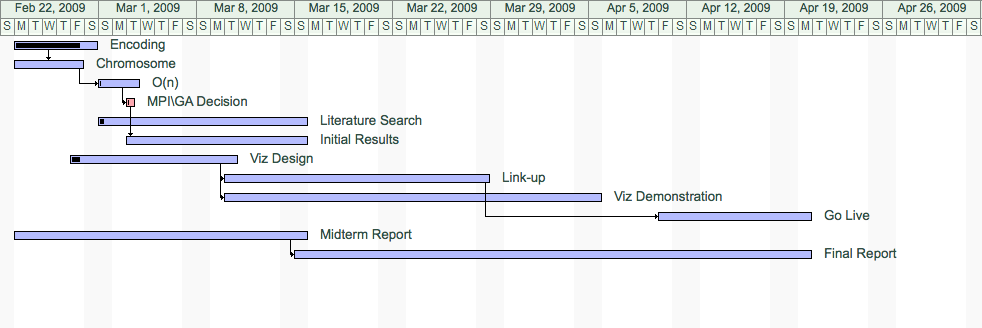 Feb 22, 2009 Mar 1, 2009 Mar 8, 2009 Mar 15, 2009 Mar 22, 2009 Mar 29, 2009 Apr 5, 2009 Apr 12, 2009 Apr 19, 2009 Apr 26, 2009
S M T W T F S S M T W T F S S M T W T F S S M T W T F S S M T W T F S S M T W T F S S M T W T F S S M T W T F S S M T W T F S S M T W T F S
Encoding
Chromosome
O(n)
MPI\GA Decision
Literature Search
Initial Results
Viz Design
Link-up
Viz Demonstration
Go Live
Midterm Report
Final Report